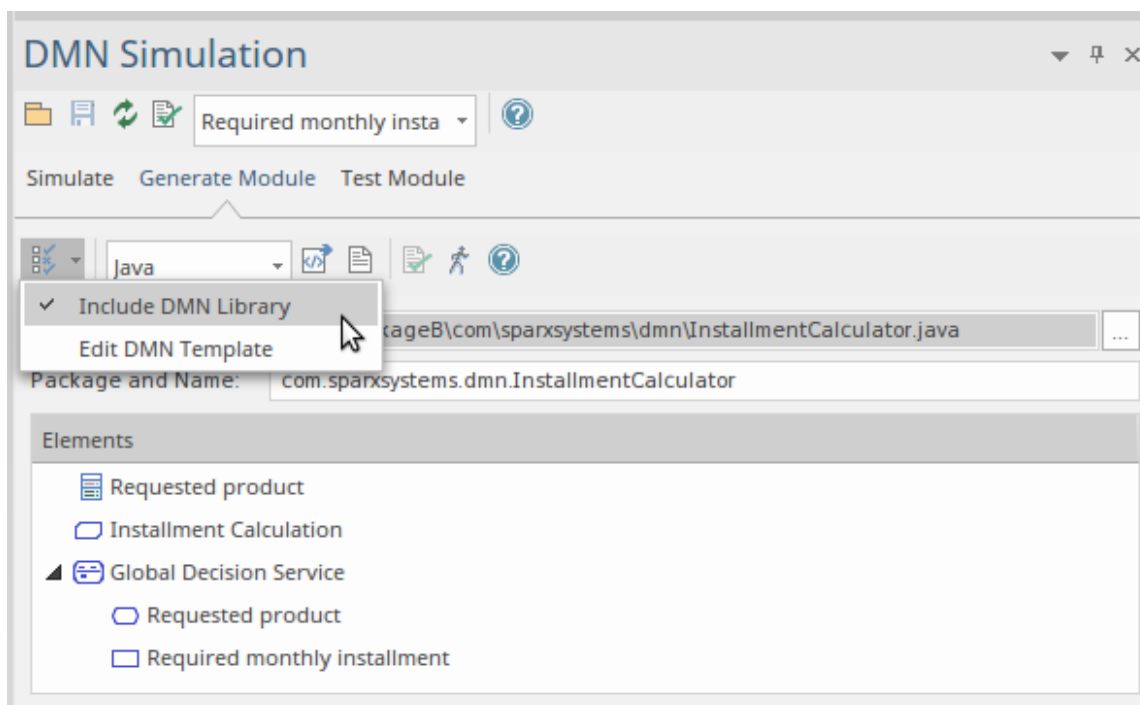 DMN Simulation
Required monthly insta
Simulate Generate Module Test Module
Java
Include DMN Library
kageB\com\sparxsystems\dmn\InstallmentCalculator.java
...
Edit DMN Template
Package and Name: com.sparxsystems.dmn.InstallmentCalculator
Elements
Requested product
Installment Calculation
Global Decision Service
Requested product
Required monthly installment